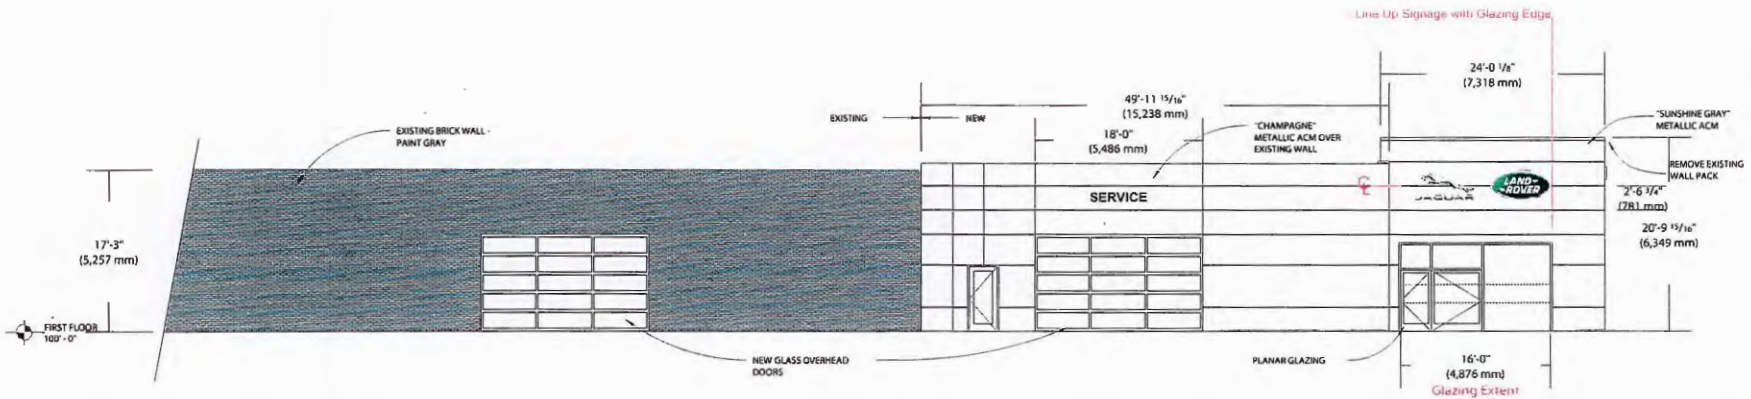 Line Up Signage with Glazing Edge
24'-0 1/8"
(7,318 mm)
49'-11 15/16"
(15,238 mm)
EXISTING
NEW
"SUNSHINE GRAY"
METALLIC ACM
EXISTING BRICK WALL -
PAINT GRAY
18'-0"
(5,486 mm)
"CHAMPAGNE"
METALLIC ACM OVER
EXISTING WALL
REMOVE EXISTING
WALL PACK
SERVICE
JAGUAR
LAND-
ROVER
2'-6 3/4"
(781 mm)
17'-3"
(5,257 mm)
20'-9 15/16"
(6,349 mm)
FIRST FLOOR
100'-0"
NEW GLASS OVERHEAD
DOORS
PLANAR GLAZING
16'-0"
(4,876 mm)
Glazing Extent